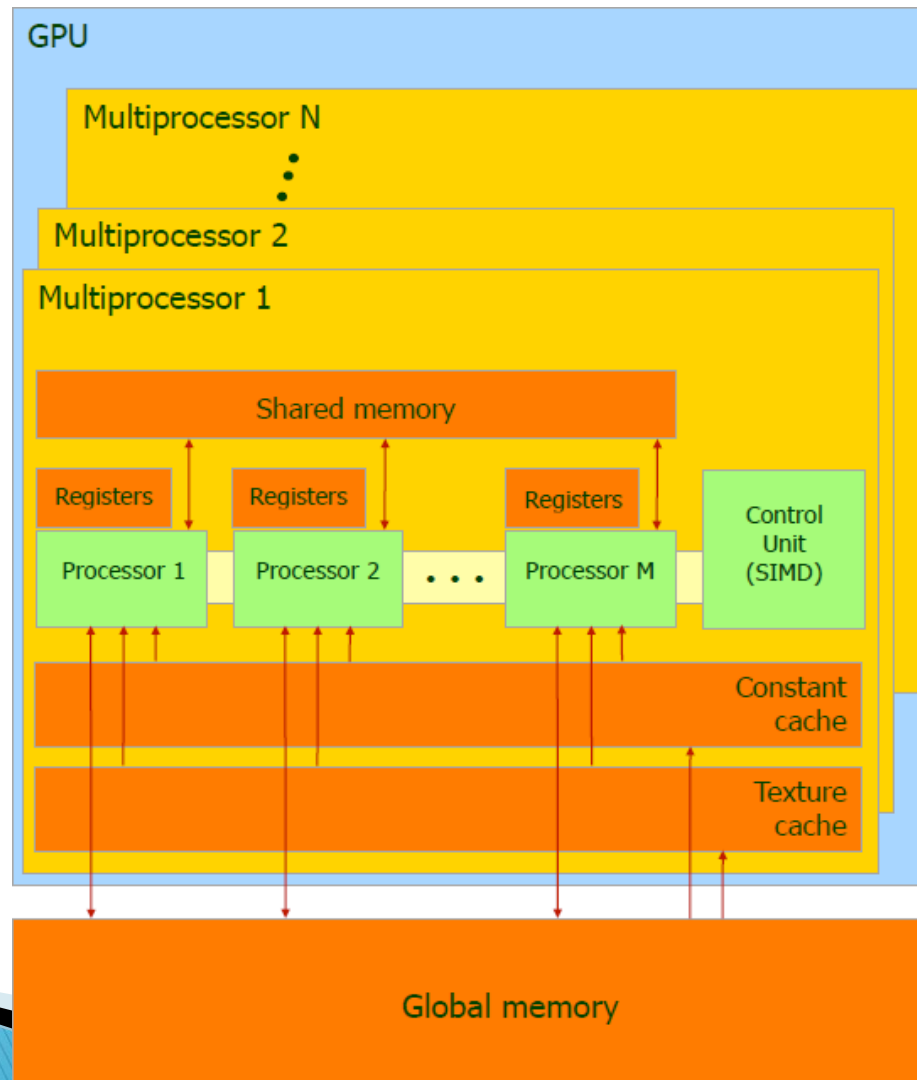 GPU
Multiprocessor N
Multiprocessor 2
Multiprocessor 1
Shared memory
Registers
Registers
Registers
Processor 1
Processor 2
. . .
Processor M
Control
Unit
(SIMD)
Constant
cache
Texture
cache
Global memory